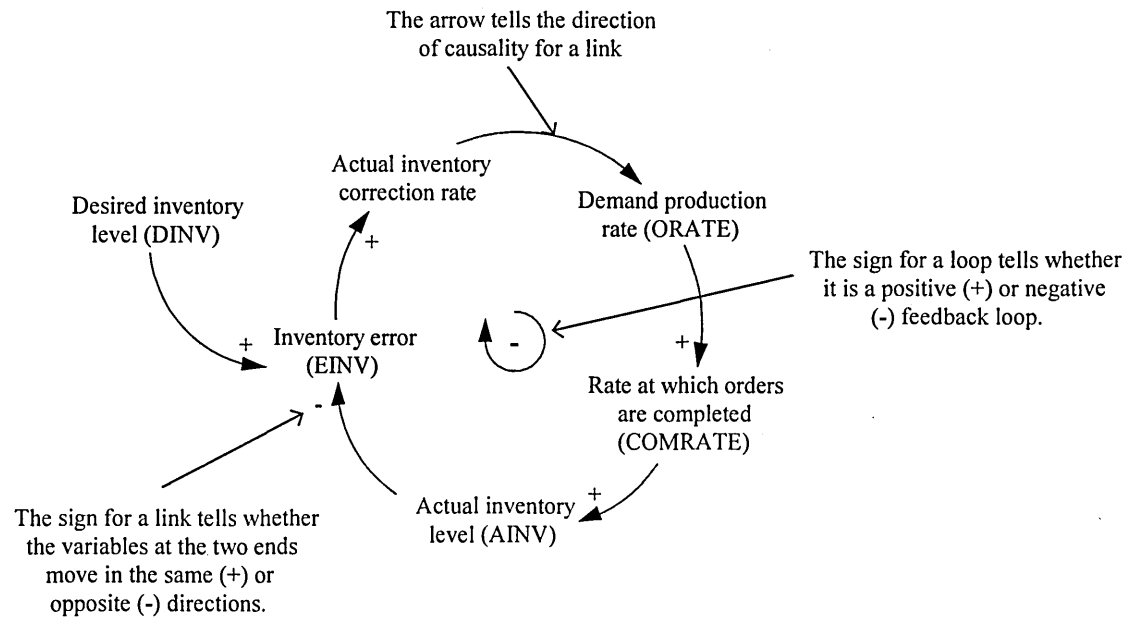 The arrow tells the direction
of causality for a link
Actual inventory
correction rate
Desired inventory
level (DINV)
Demand production
rate (ORATE)
+
The sign for a loop tells whether
it is a positive (+) or negative
(-) feedback loop.
+
Inventory error
(EINV)
-
+
Rate at which orders
are completed
(COMRATE)
-
+
Actual inventory
level (AINV)
The sign for a link tells whether
the variables at the two ends
move in the same (+) or
opposite (-) directions.